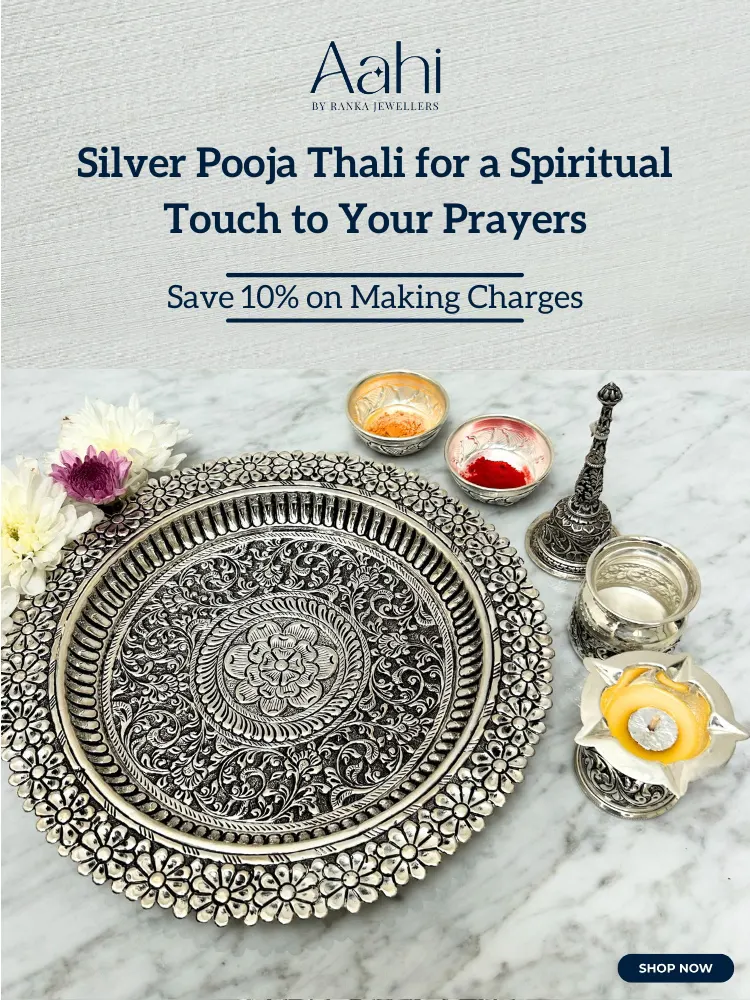 Aahi
BY RANKA JEWELLERS
Silver Pooja Thali for a Spiritual
Touch to Your Prayers
Save 10% on Making Charges
SHOP NOW